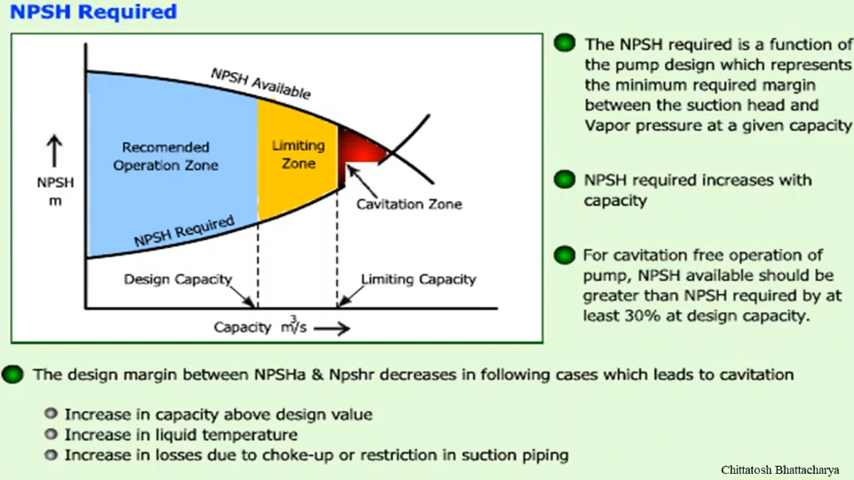 NPSH Required
NPSH Available
Recomended
Operation Zone
Limiting
Zone
NPSH
m
NPSH Required
Cavitation Zone
Design Capacity
Limiting Capacity
Capacity m³/s
The NPSH required is a function of
the pump design which represents
the minimum required margin
between the suction head and
Vapor pressure at a given capacity
NPSH required increases with
capacity
For cavitation free operation of
pump, NPSH available should be
greater than NPSH required by at
least 30% at design capacity.
The design margin between NPSHa & Npshr decreases in following cases which leads to cavitation
Increase in capacity above design value
Increase in liquid temperature
Increase in losses due to choke-up or restriction in suction piping
Chittatosh Bhattacharya